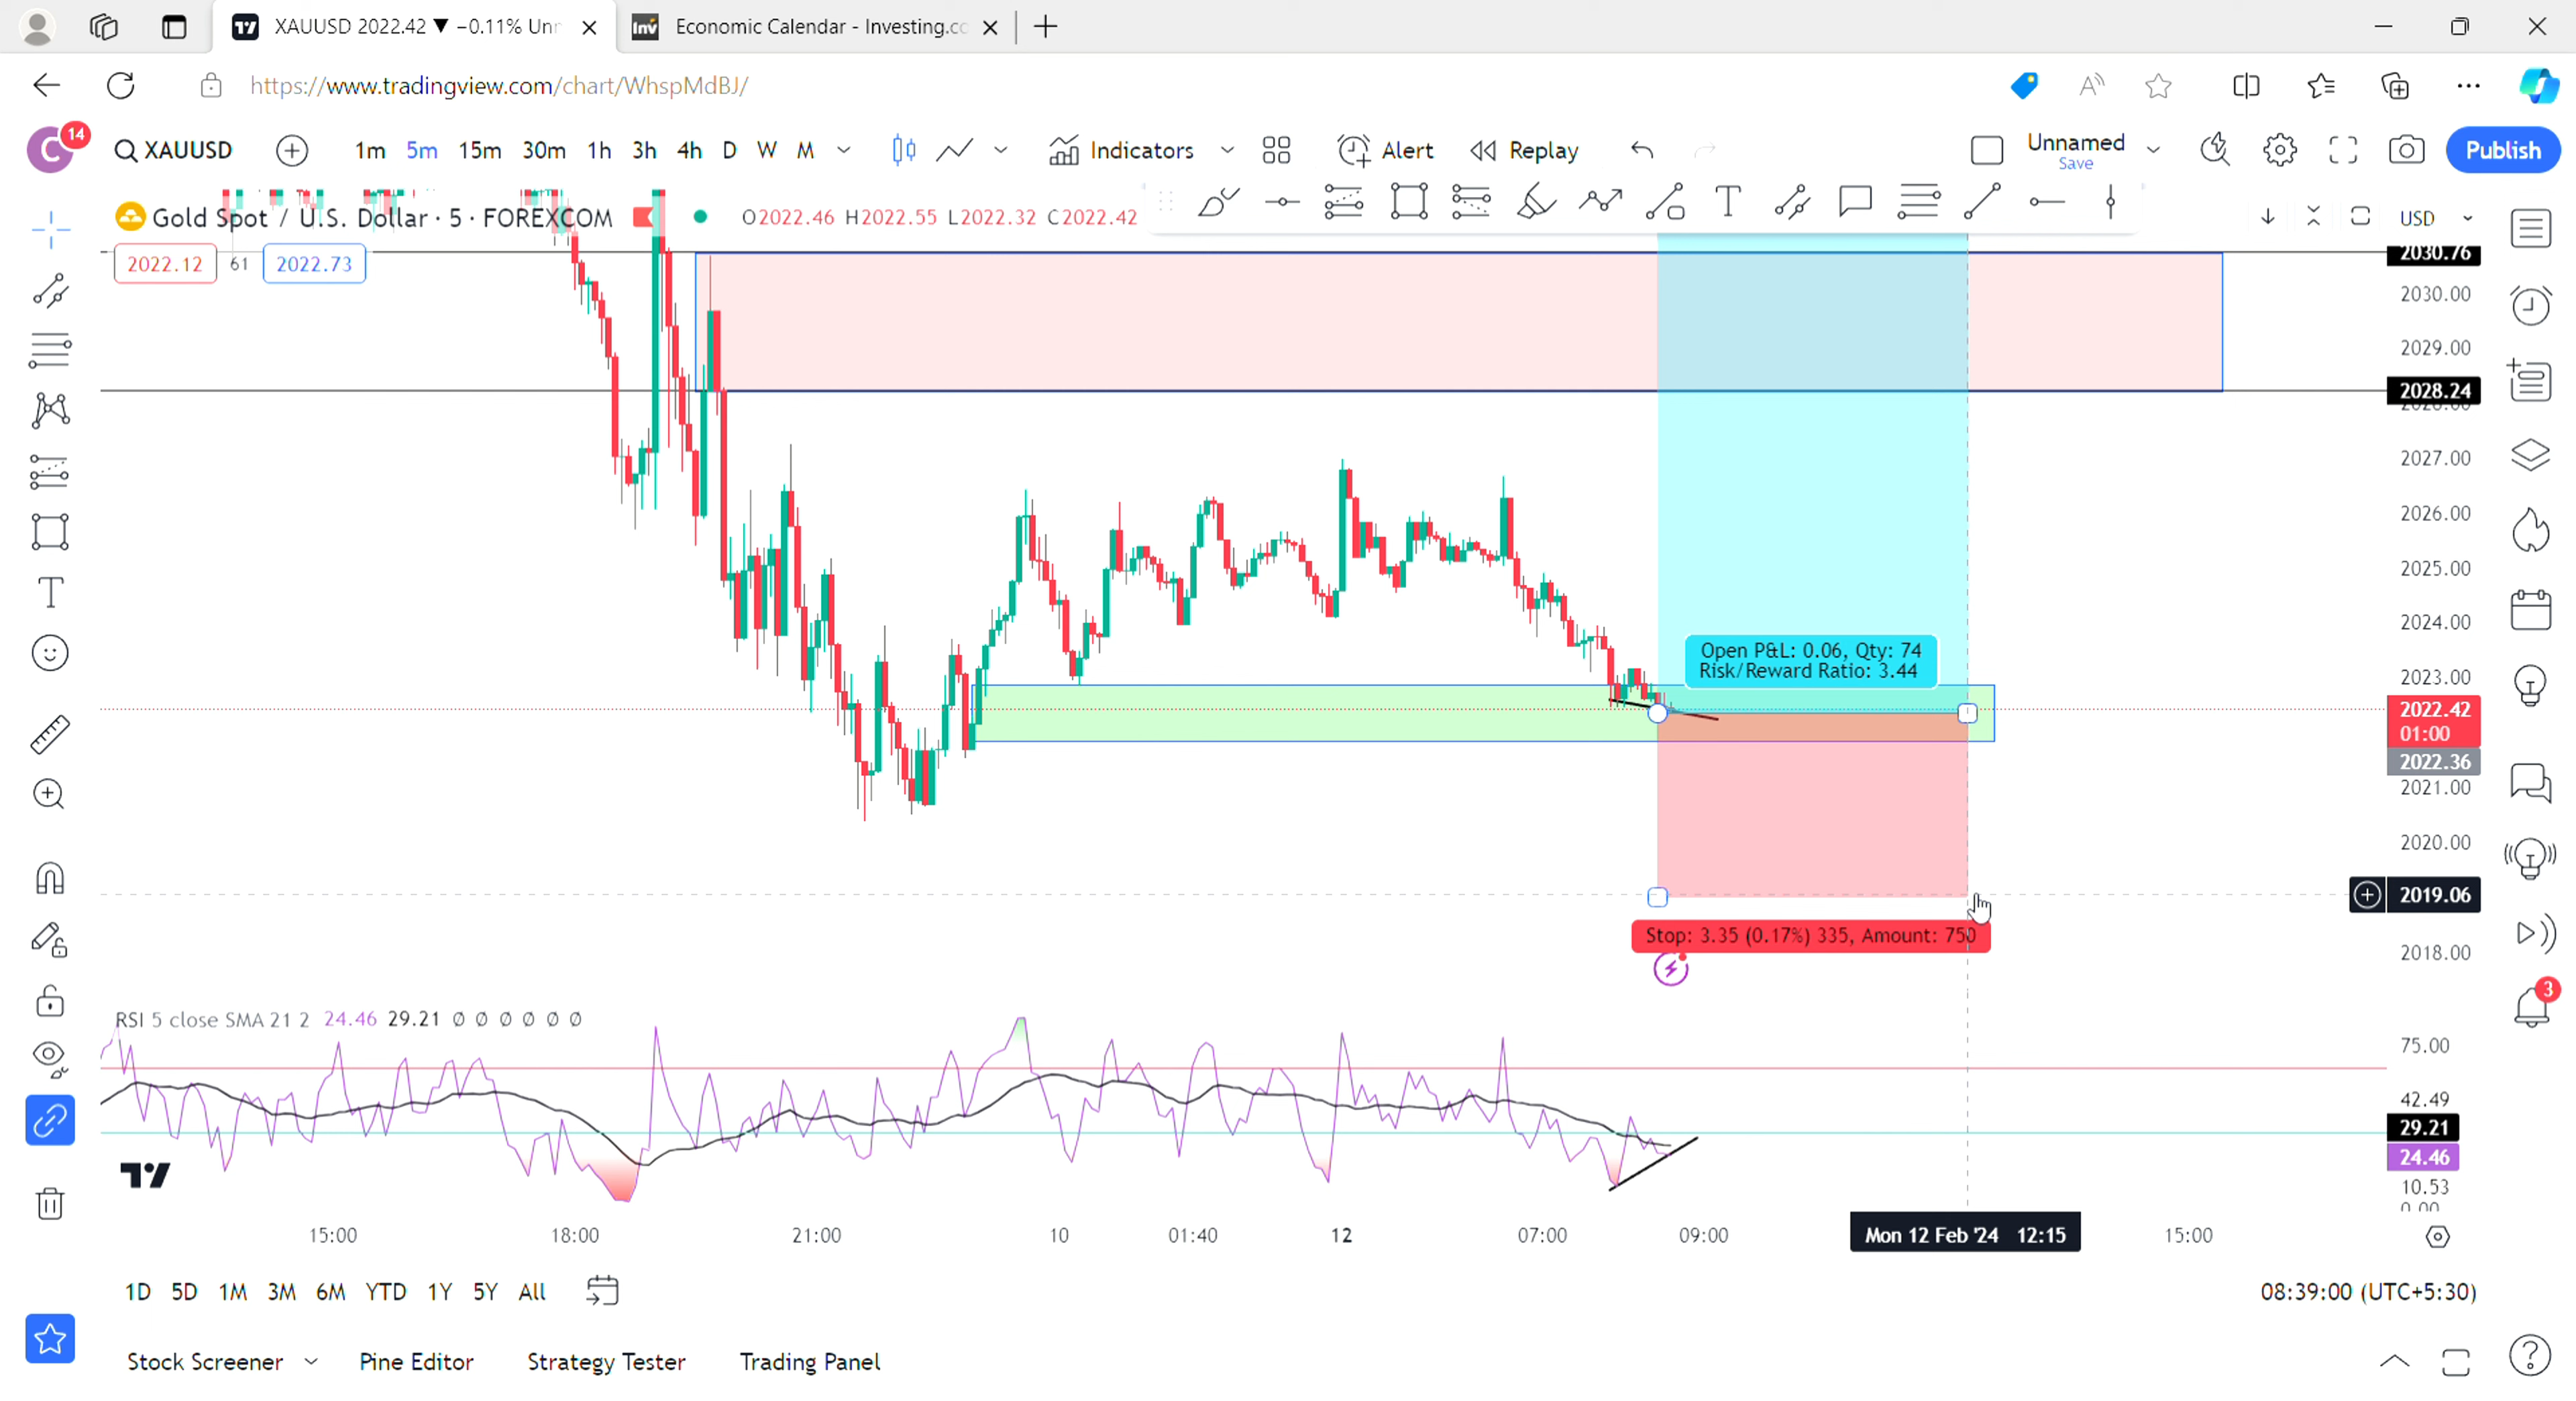 XAUUSD 2022.42 ▼ −0.11% Unn
Economic Calendar - Investing.co
https://www.tradingview.com/chart/WhspMdBJ/
C 14
XAUUSD 1m 5m 15m 30m 1h 3h 4h D W M Indicators Alert Replay Unnamed Publish
Save
Gold Spot / U.S. Dollar · 5 · FOREXCOM O2022.46 H2022.55 L2022.32 C2022.42
USD
2022.12 61 2022.73
2030.76
2030.00
2029.00
2028.24
2027.00
2026.00
2025.00
2024.00
Open P&L: 0.06, Qty: 74
Risk/Reward Ratio: 3.44
2023.00
2022.42
01:00
2022.36
2021.00
2020.00
2019.06
Stop: 3.35 (0.17%) 335, Amount: 750
2018.00
3
RSI 5 close SMA 21 2 24.46 29.21 ∅ ∅ ∅ ∅ ∅ ∅
75.00
42.49
29.21
24.46
10.53
0.00
15:00 18:00 21:00 10 01:40 12 07:00 09:00 Mon 12 Feb '24 12:15 15:00
1D 5D 1M 3M 6M YTD 1Y 5Y All
08:39:00 (UTC+5:30)
Stock Screener Pine Editor Strategy Tester Trading Panel